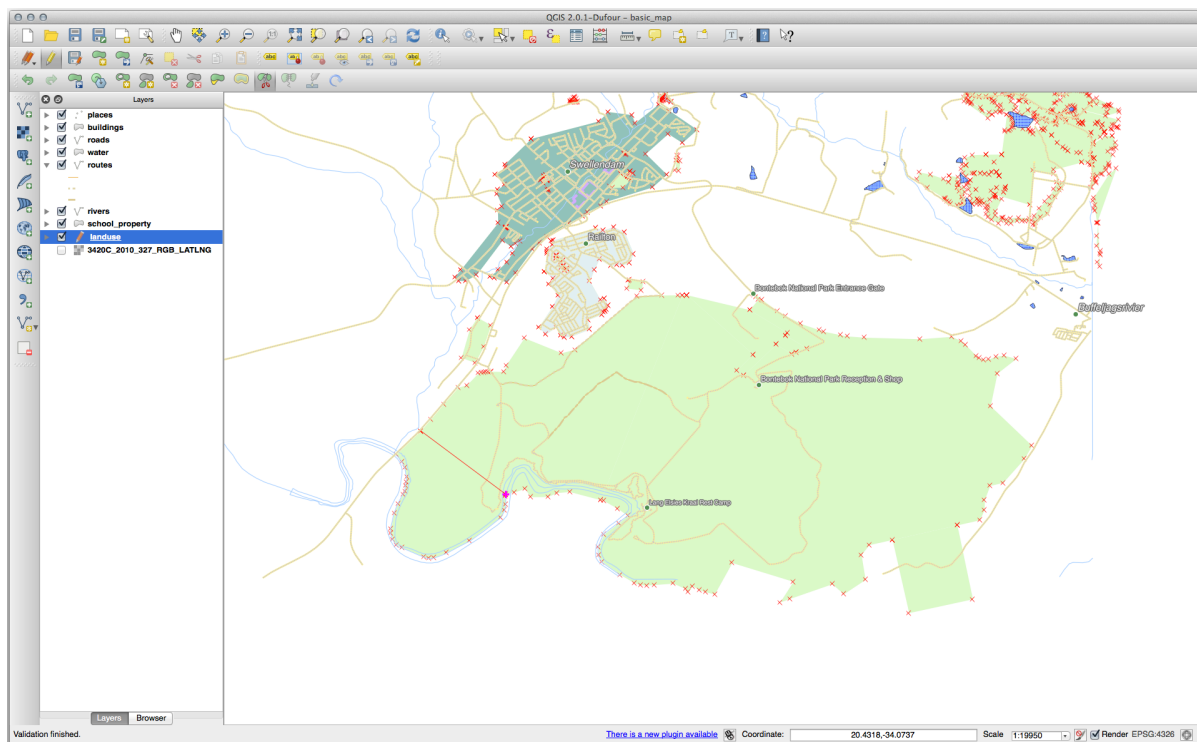 QGIS 2.0.1-Dufour - basic_map
Layers
places
buildings
roads
water
routes
rivers
school_property
landuse
3420C_2010_327_RGB_LATLNG
Swellendam
Railton
Bontebok National Park Entrance Gate
Buffeljagsrivier
Bontebok National Park Reception & Shop
Lang Elsies Kraal Rest Camp
Layers Browser
Validation finished. There is a new plugin available Coordinate: 20.4318,-34.0737 Scale 1:19950 Render EPSG:4326